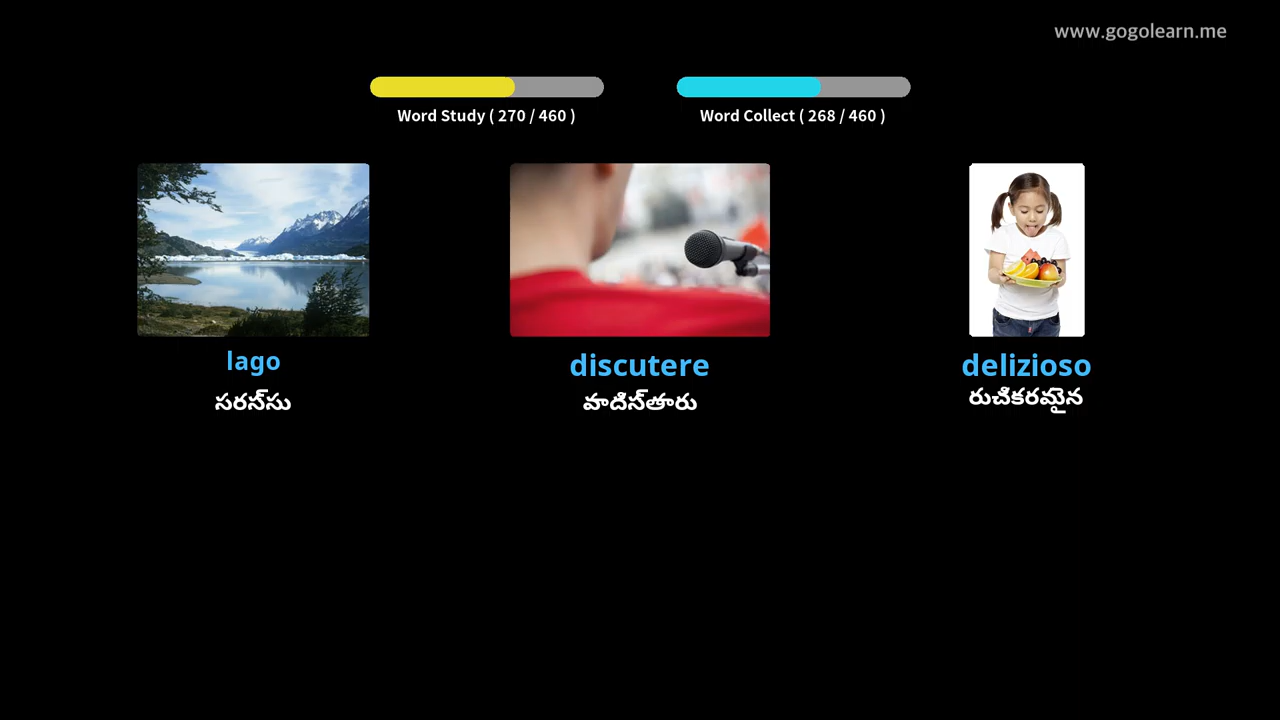 www.gogolearn.me
Word Study ( 270 / 460 )
Word Collect ( 268 / 460 )
lago
discutere
delizioso
సరస్‌సు
వాదిస్‌తారు
రుచికరమైన